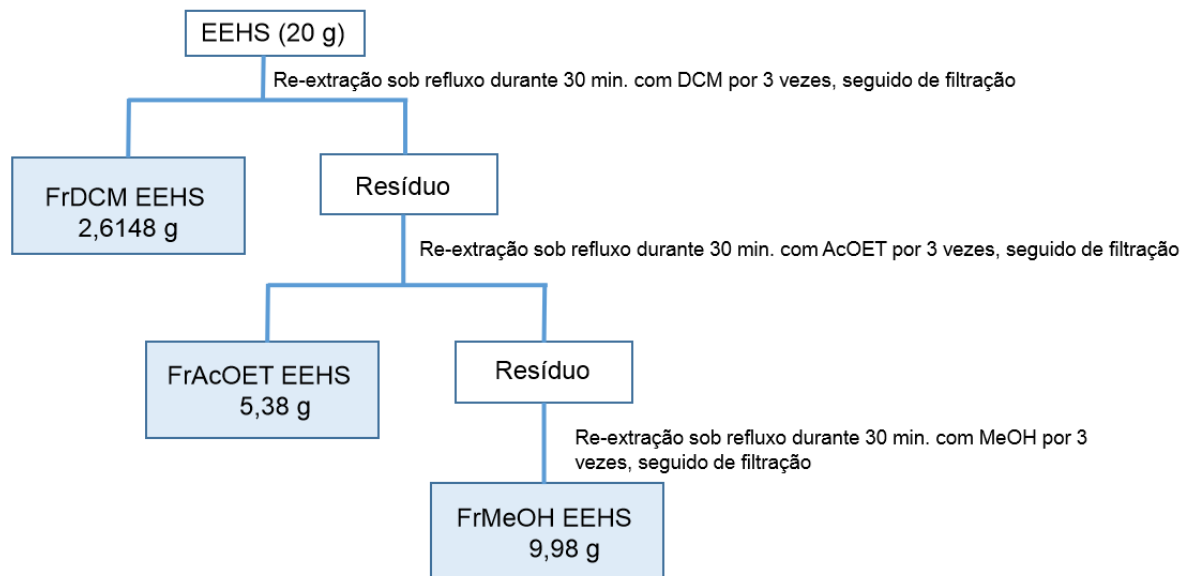 EEHS (20 g)
Re-extração sob refluxo durante 30 min. com DCM por 3 vezes, seguido de filtração
FrDCM EEHS
2,6148 g
Resíduo
Re-extração sob refluxo durante 30 min. com AcOET por 3 vezes, seguido de filtração
FrAcOET EEHS
5,38 g
Resíduo
Re-extração sob refluxo durante 30 min. com MeOH por 3
vezes, seguido de filtração
FrMeOH EEHS
9,98 g